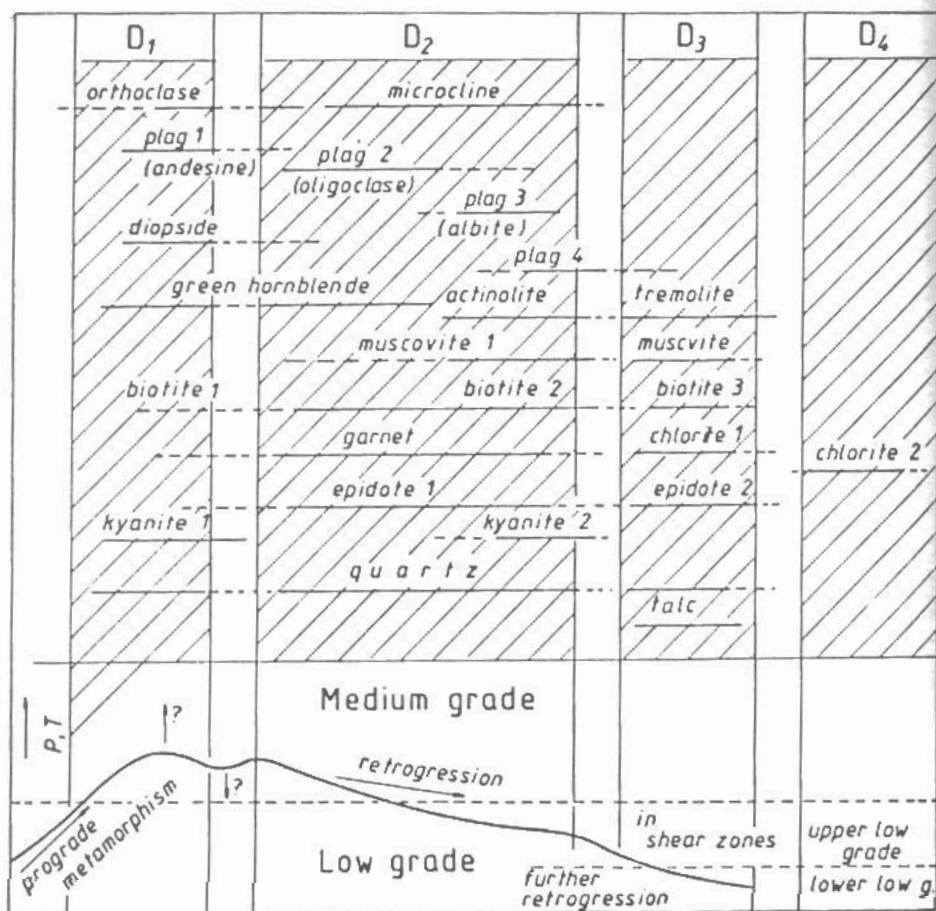 D1
D2
D3
D4
orthoclase
microcline
plag 1
(andesine)
plag 2
(oligoclase)
plag 3
(albite)
diopside
plag 4
green hornblende
actinolite
tremolite
muscovite 1
muscvite
biotite 1
biotite 2
biotite 3
garnet
chlorite 1
chlorite 2
epidote 1
epidote 2
kyanite 1
kyanite 2
quartz
talc
P,T
?
?
Medium grade
retrogression
prograde
metamorphism
Low grade
in
shear zones
upper low
grade
further
retrogression
lower low g.